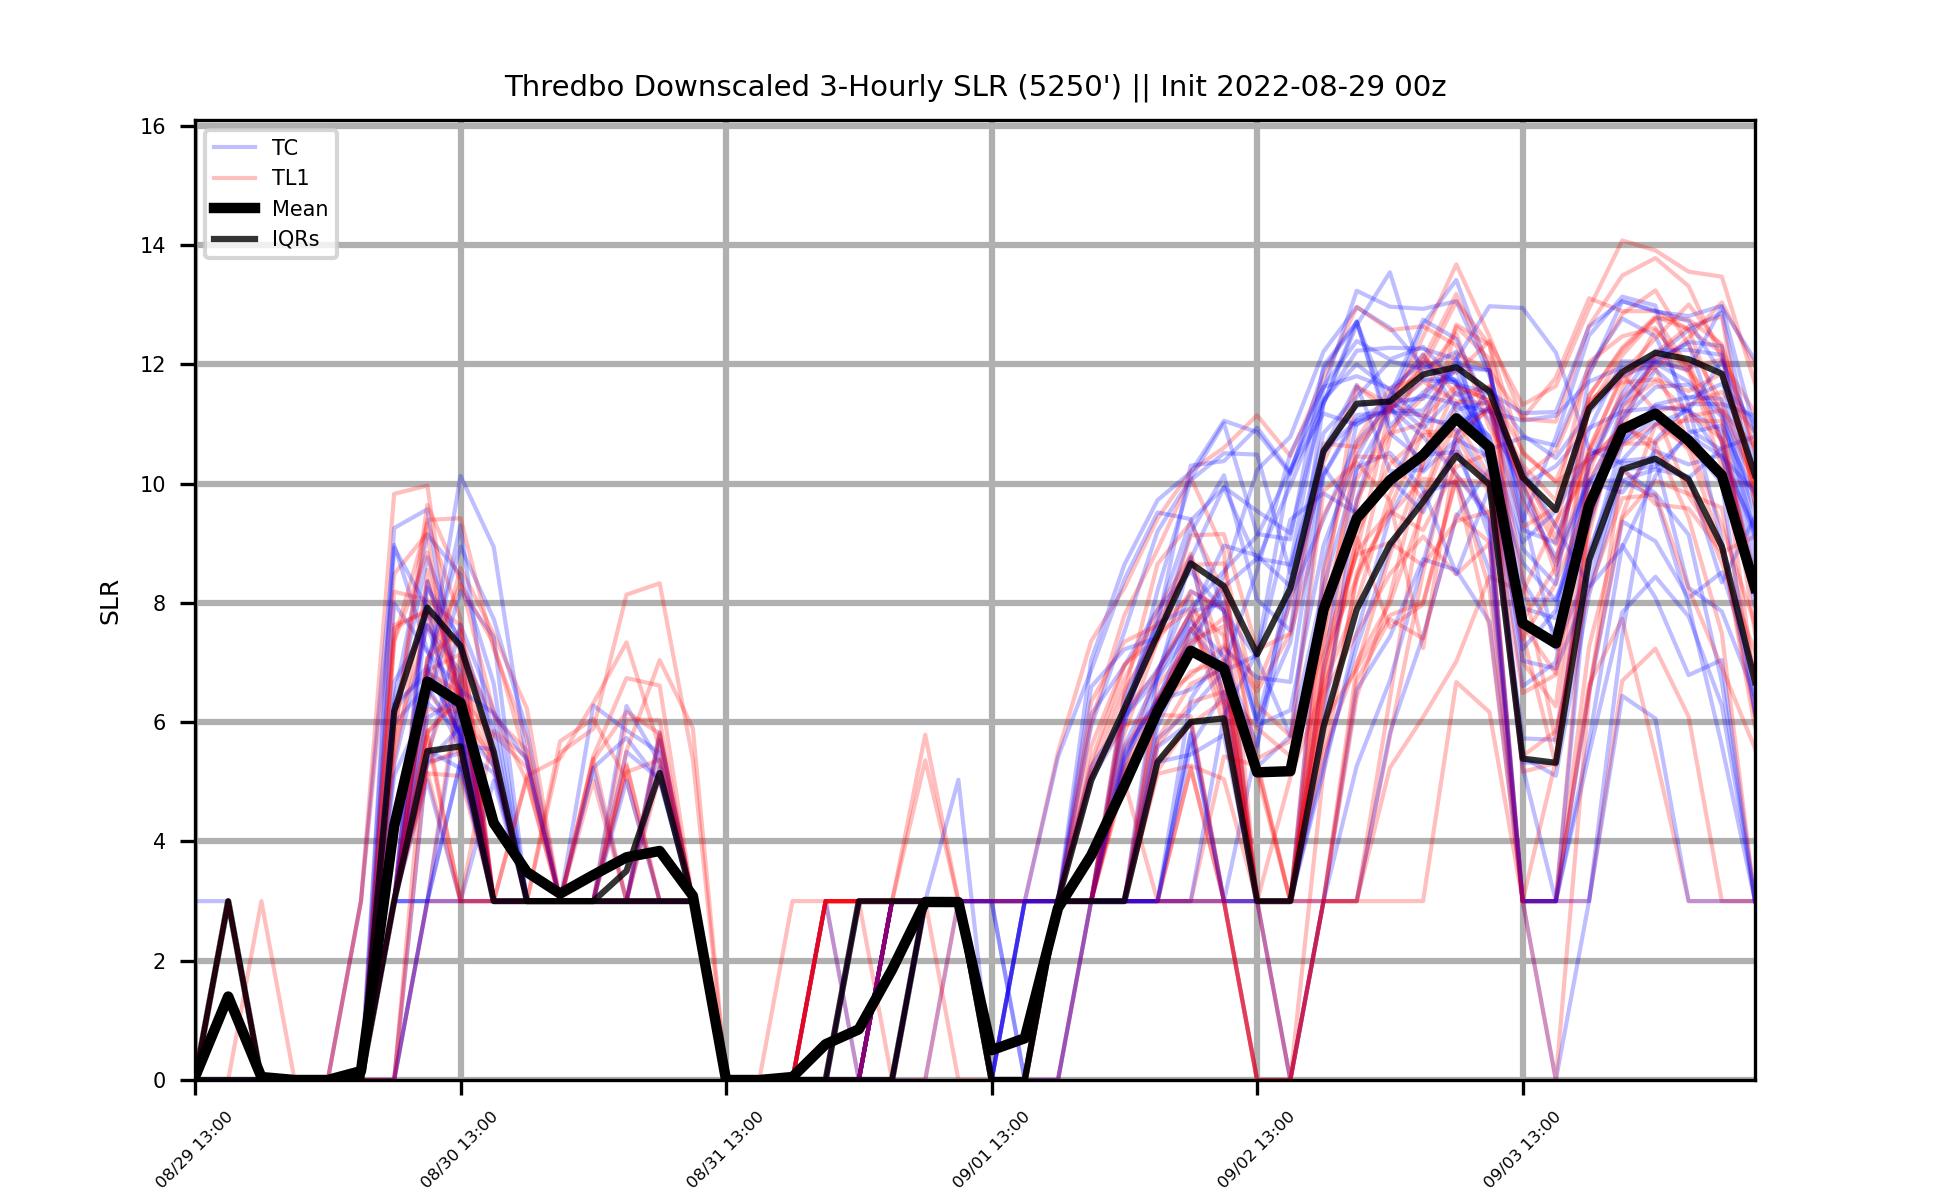 Thredbo Downscaled 3-Hourly SLR (5250') || Init 2022-08-29 00z
16
14
12
10
8
6
4
2
0
SLR
TC
TL1
Mean
IQRs
08/29 13:00
08/30 13:00
08/31 13:00
09/01 13:00
09/02 13:00
09/03 13:00